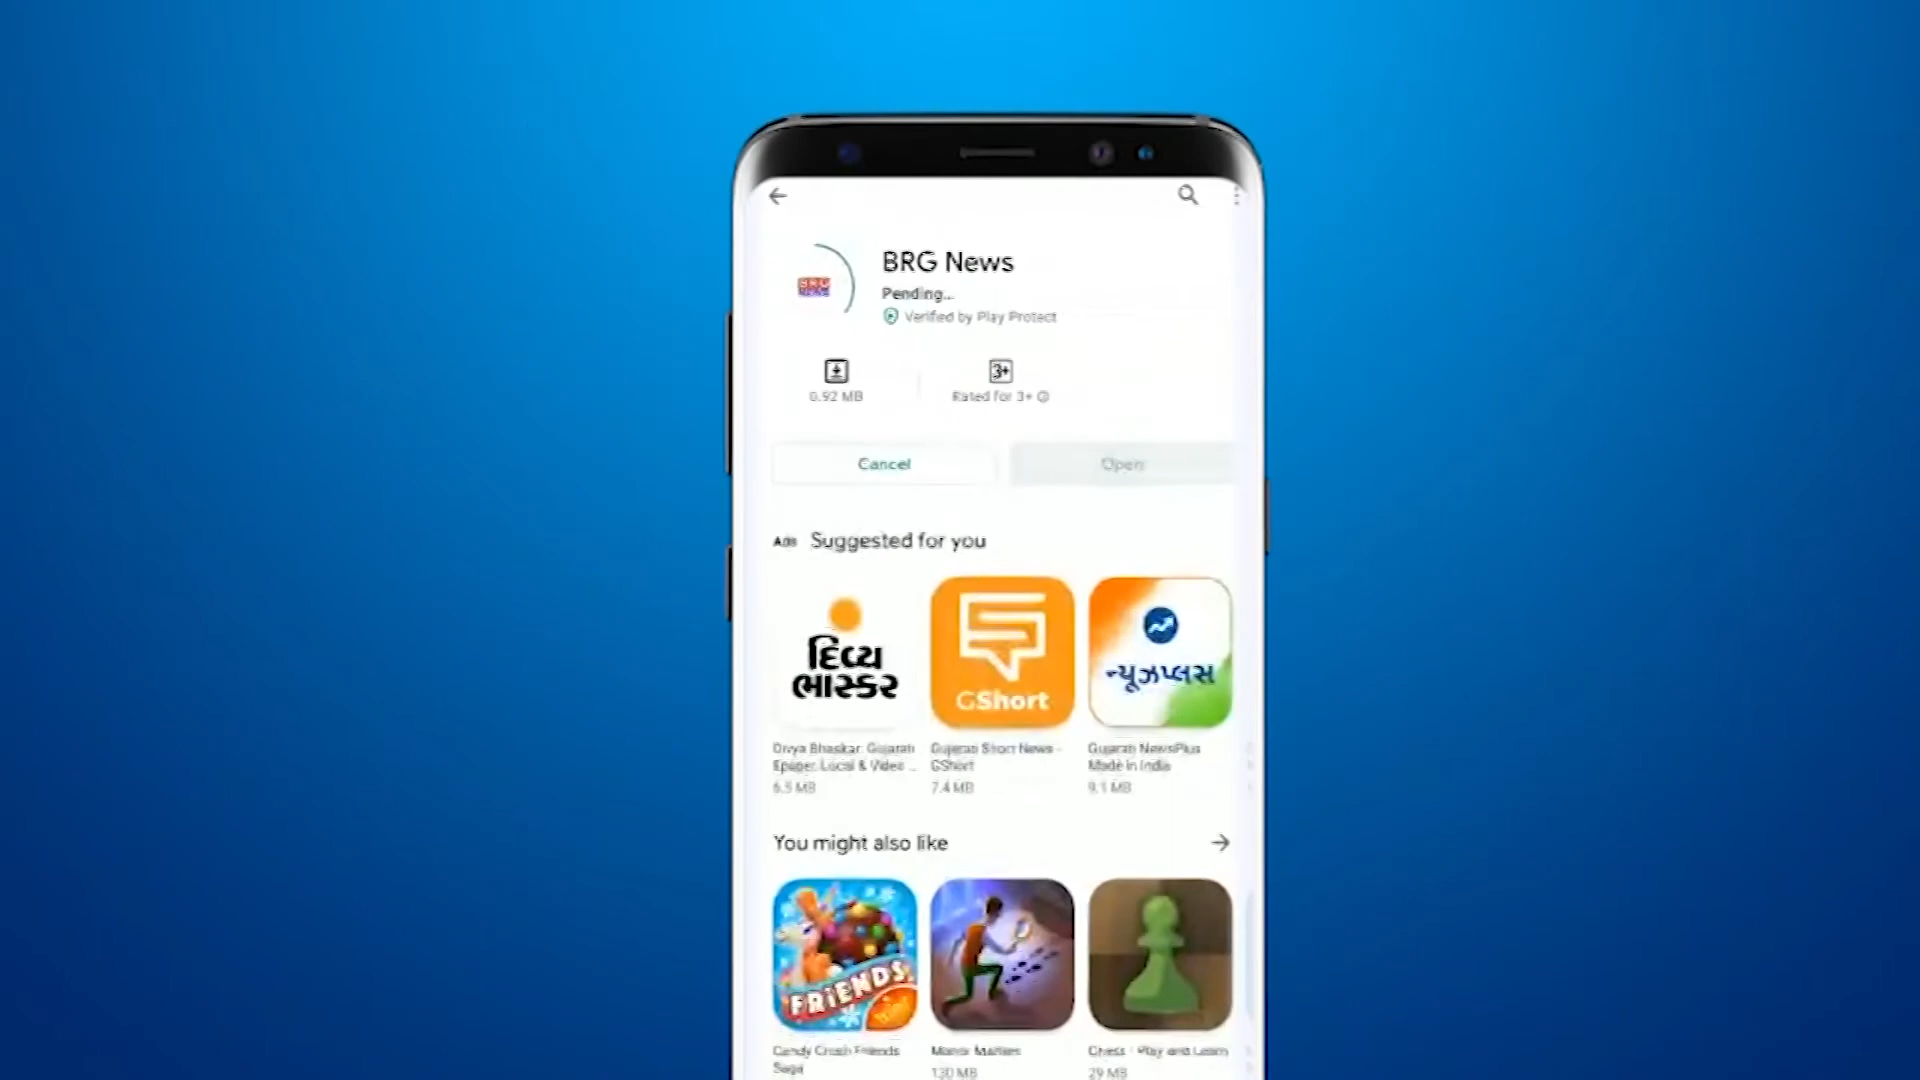 BRG News
BRG
NEWS
Pending...
Verified by Play Protect
3+
0.92 MB
Rated for 3+
Cancel
Open
Ads Suggested for you
દિવ્ય
ભાસ્કર
GShort
ન્યૂઝપ્લસ
Divya Bhaskar: Gujarati
Epaper, Local & Video ...
6.5 MB
Gujarati Short News -
GShort
7.4 MB
Gujarati NewsPlus
Made in India
9.1 MB
You might also like
FRIENDS
Candy Crush Friends
Saga
130 MB
Chess · Play and Learn
29 MB